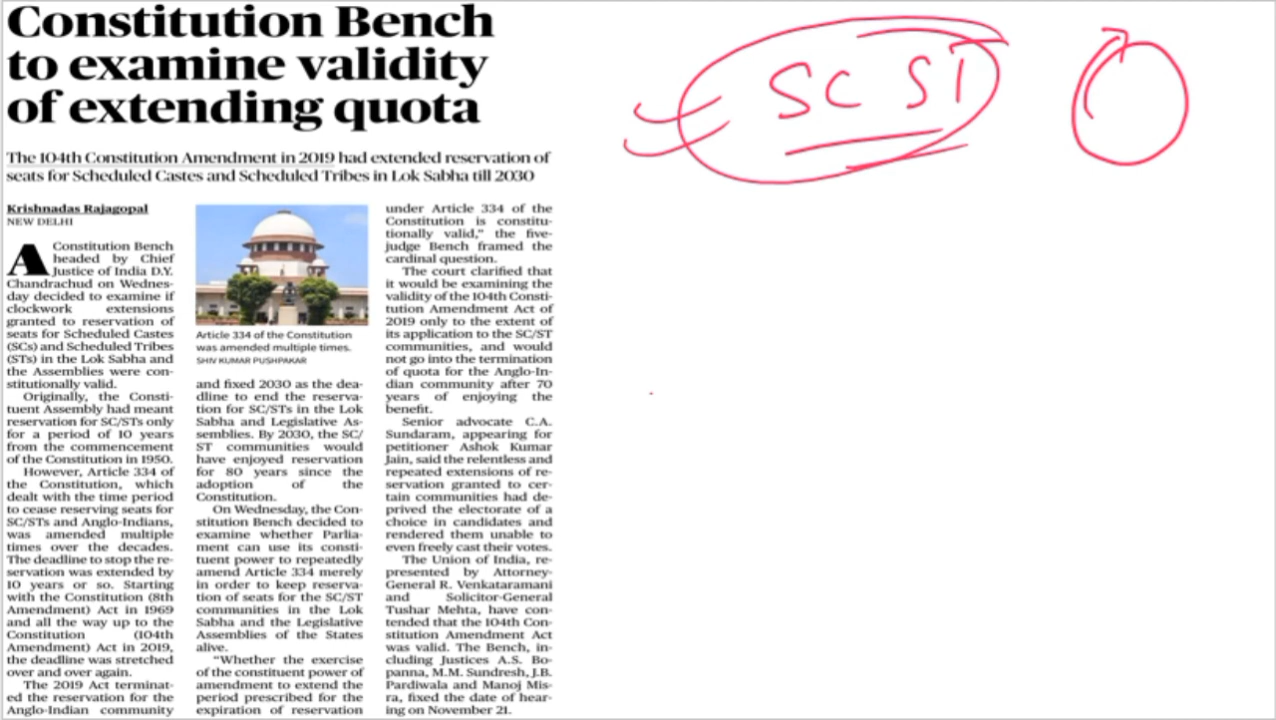 Constitution Bench
to examine validity
of extending quota
The 104th Constitution Amendment in 2019 had extended reservation of
seats for Scheduled Castes and Scheduled Tribes in Lok Sabha till 2030
Krishnadas Rajagopal
NEW DELHI
A Constitution Bench
headed by Chief
Justice of India D.Y.
Chandrachud on Wednes-
day decided to examine if
clockwork extensions
granted to reservation of
seats for Scheduled Castes
(SCs) and Scheduled Tribes
(STs) in the Lok Sabha and
the Assemblies were con-
stitutionally valid.
Originally, the Consti-
tuent Assembly had meant
reservation for SC/STs only
for a period of 10 years
from the commencement
of the Constitution in 1950.
However, Article 334 of
the Constitution, which
dealt with the time period
to cease reserving seats for
SC/STs and Anglo-Indians,
was amended multiple
times over the decades.
The deadline to stop the re-
servation was extended by
10 years or so. Starting
with the Constitution (8th
Amendment) Act in 1969
and all the way up to the
Constitution (104th
Amendment) Act in 2019,
the deadline was stretched
over and over again.
The 2019 Act terminat-
ed the reservation for the
Anglo-Indian community
Article 334 of the Constitution
was amended multiple times.
SHIV KUMAR PUSHPAKAR
and fixed 2030 as the dea-
dline to end the reserva-
tion for SC/STs in the Lok
Sabha and Legislative As-
semblies. By 2030, the SC/
ST communities would
have enjoyed reservation
for 80 years since the
adoption of the
Constitution.
On Wednesday, the Con-
stitution Bench decided to
examine whether Parlia-
ment can use its consti-
tuent power to repeatedly
amend Article 334 merely
in order to keep reserva-
tion of seats for the SC/ST
communities in the Lok
Sabha and the Legislative
Assemblies of the States
alive.
"Whether the exercise
of the constituent power of
amendment to extend the
period prescribed for the
expiration of reservation
under Article 334 of the
Constitution is constitu-
tionally valid," the five-
judge Bench framed the
cardinal question.
The court clarified that
it would be examining the
validity of the 104th Consti-
tution Amendment Act of
2019 only to the extent of
its application to the SC/ST
communities, and would
not go into the termination
of quota for the Anglo-In-
dian community after 70
years of enjoying the
benefit.
Senior advocate C.A.
Sundaram, appearing for
petitioner Ashok Kumar
Jain, said the relentless and
repeated extensions of re-
servation granted to cer-
tain communities had de-
prived the electorate of a
choice in candidates and
rendered them unable to
even freely cast their votes.
The Union of India, re-
presented by Attorney-
General R. Venkataramani
and Solicitor-General
Tushar Mehta, have con-
tended that the 104th Con-
stitution Amendment Act
was valid. The Bench, in-
cluding Justices A.S. Bo-
panna, M.M. Sundresh, J.B.
Pardiwala and Manoj Mis-
ra, fixed the date of hear-
ing on November 21.
SC ST